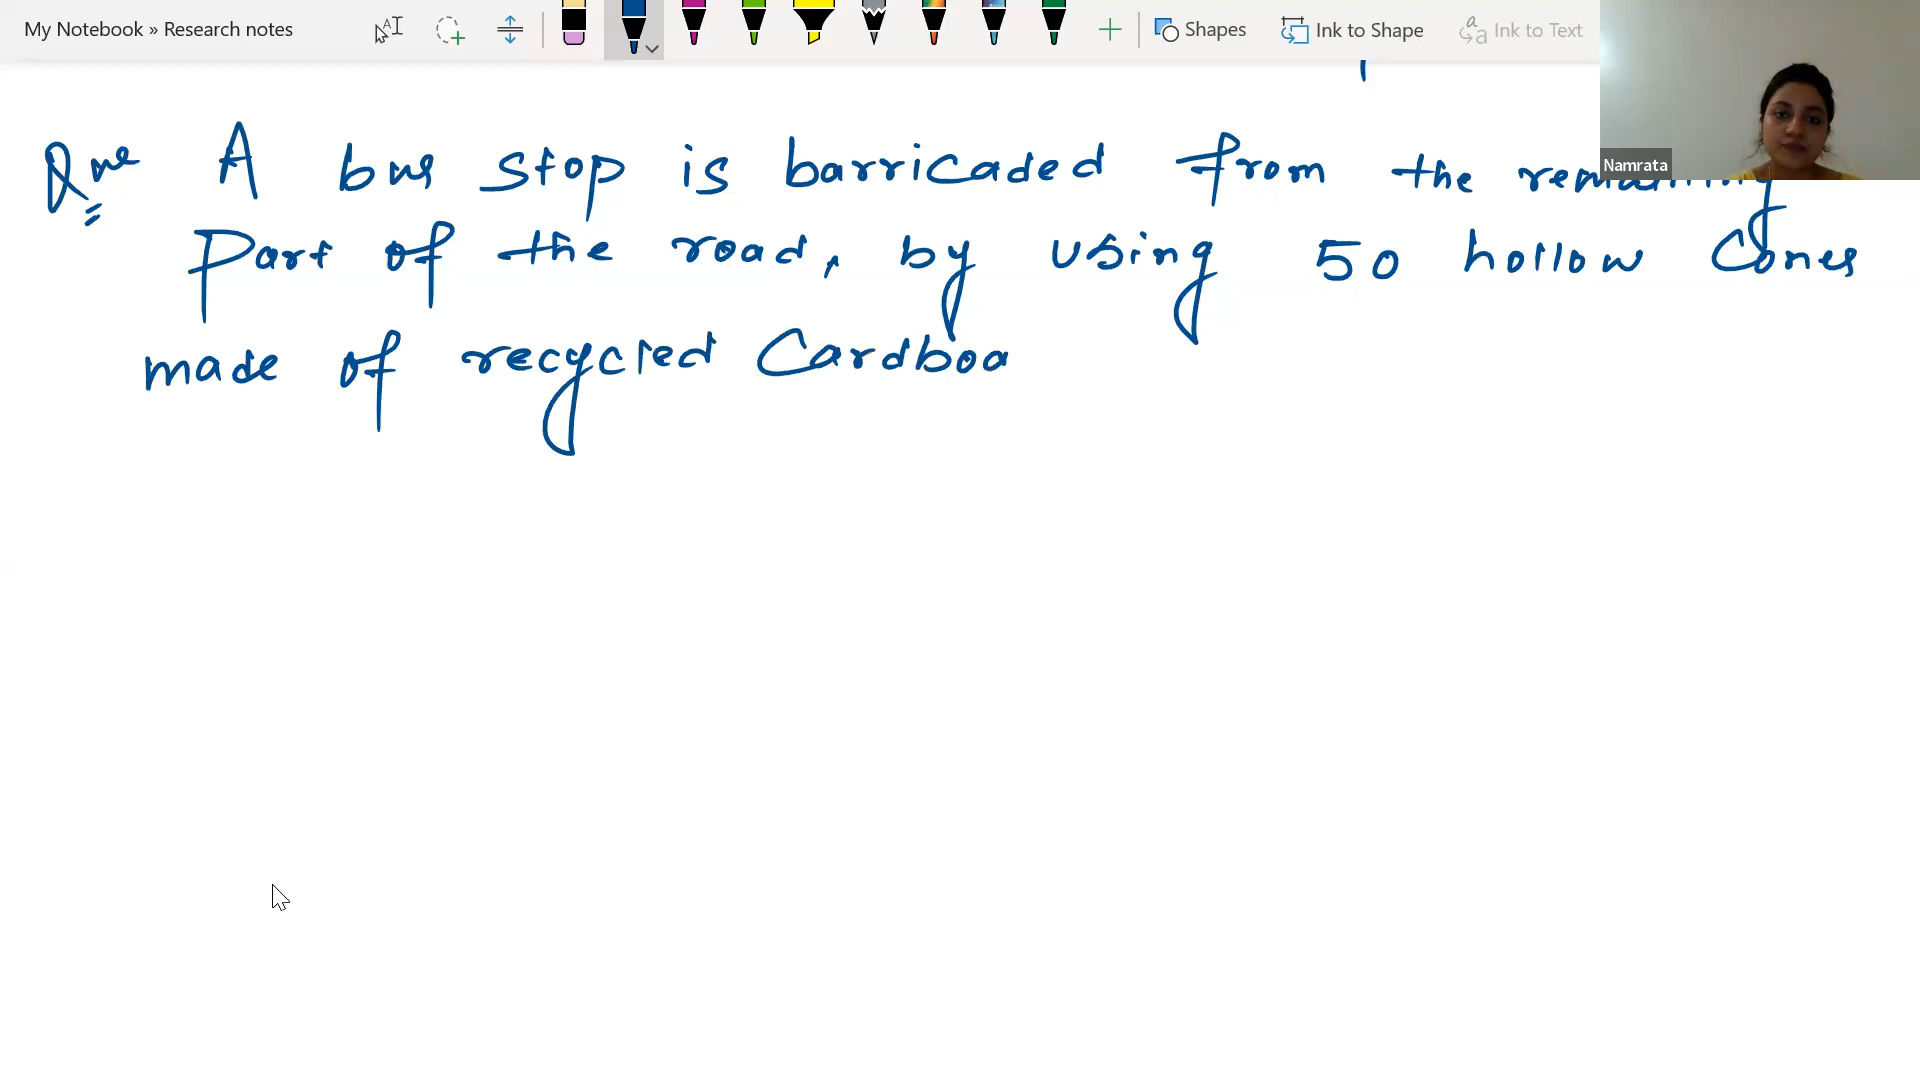 My Notebook » Research notes
Shapes
Ink to Shape
Ink to Text
Namrata
Que A bus stop is barricaded from the remaining
Part of the road, by using 50 hollow Cones
made of recycled Cardboa